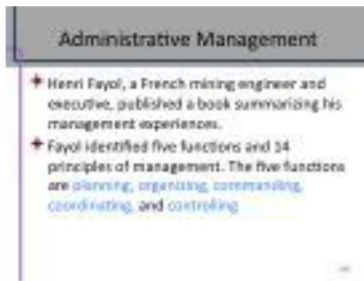 Administrative Management
Henri Fayol, a French mining engineer and
executive, published a book summarizing his
management experiences.
Fayol identified five functions and 14
principles of management. The five functions
are planning, organizing, commanding,
coordinating, and controlling